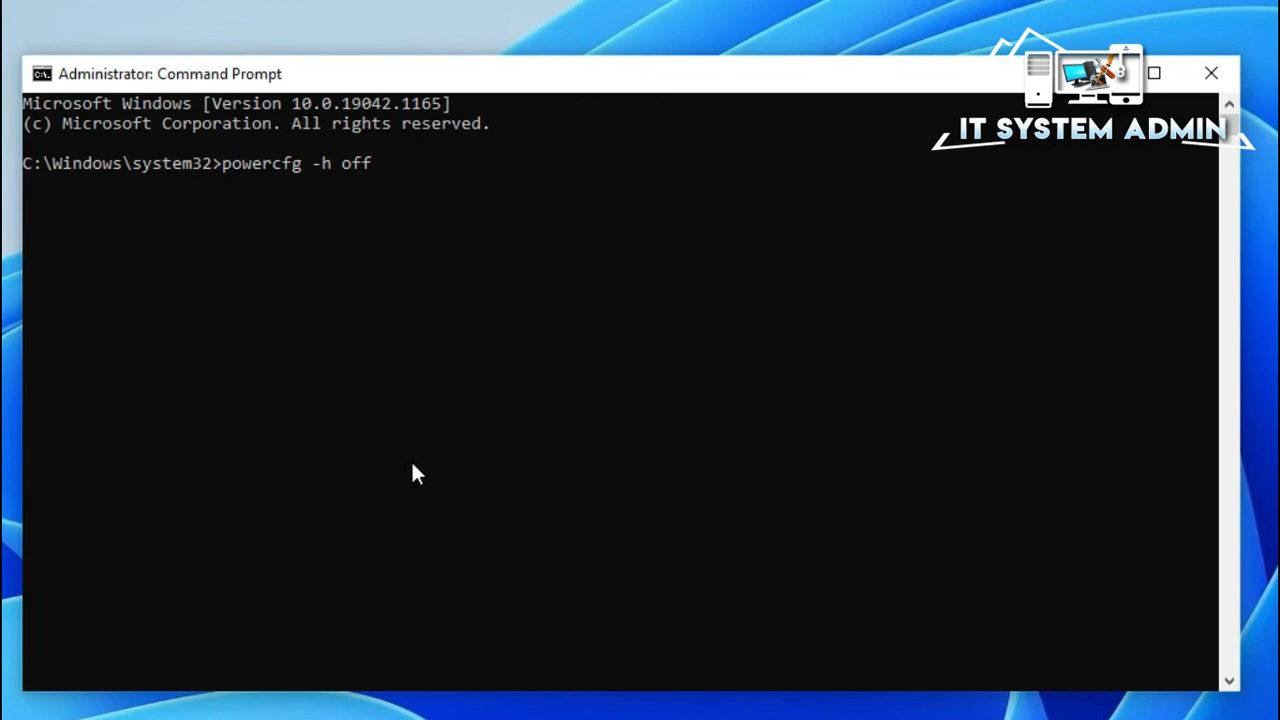 Administrator: Command Prompt
IT SYSTEM ADMIN
Microsoft Windows [Version 10.0.19042.1165]
(c) Microsoft Corporation. All rights reserved.
C:\Windows\system32>powercfg -h off